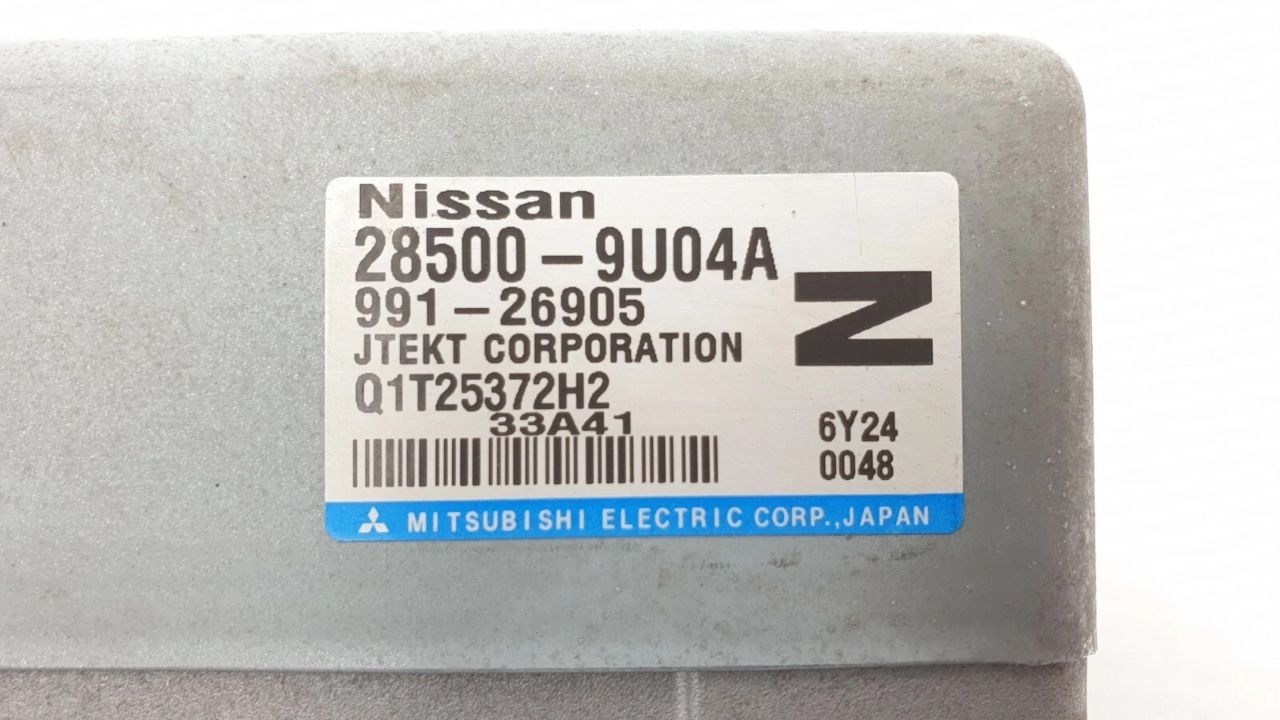 Nissan
28500-9U04A
991-26905
N
JTEKT CORPORATION
Q1T25372H2
33A41
6Y24
0048
MITSUBISHI ELECTRIC CORP.,JAPAN